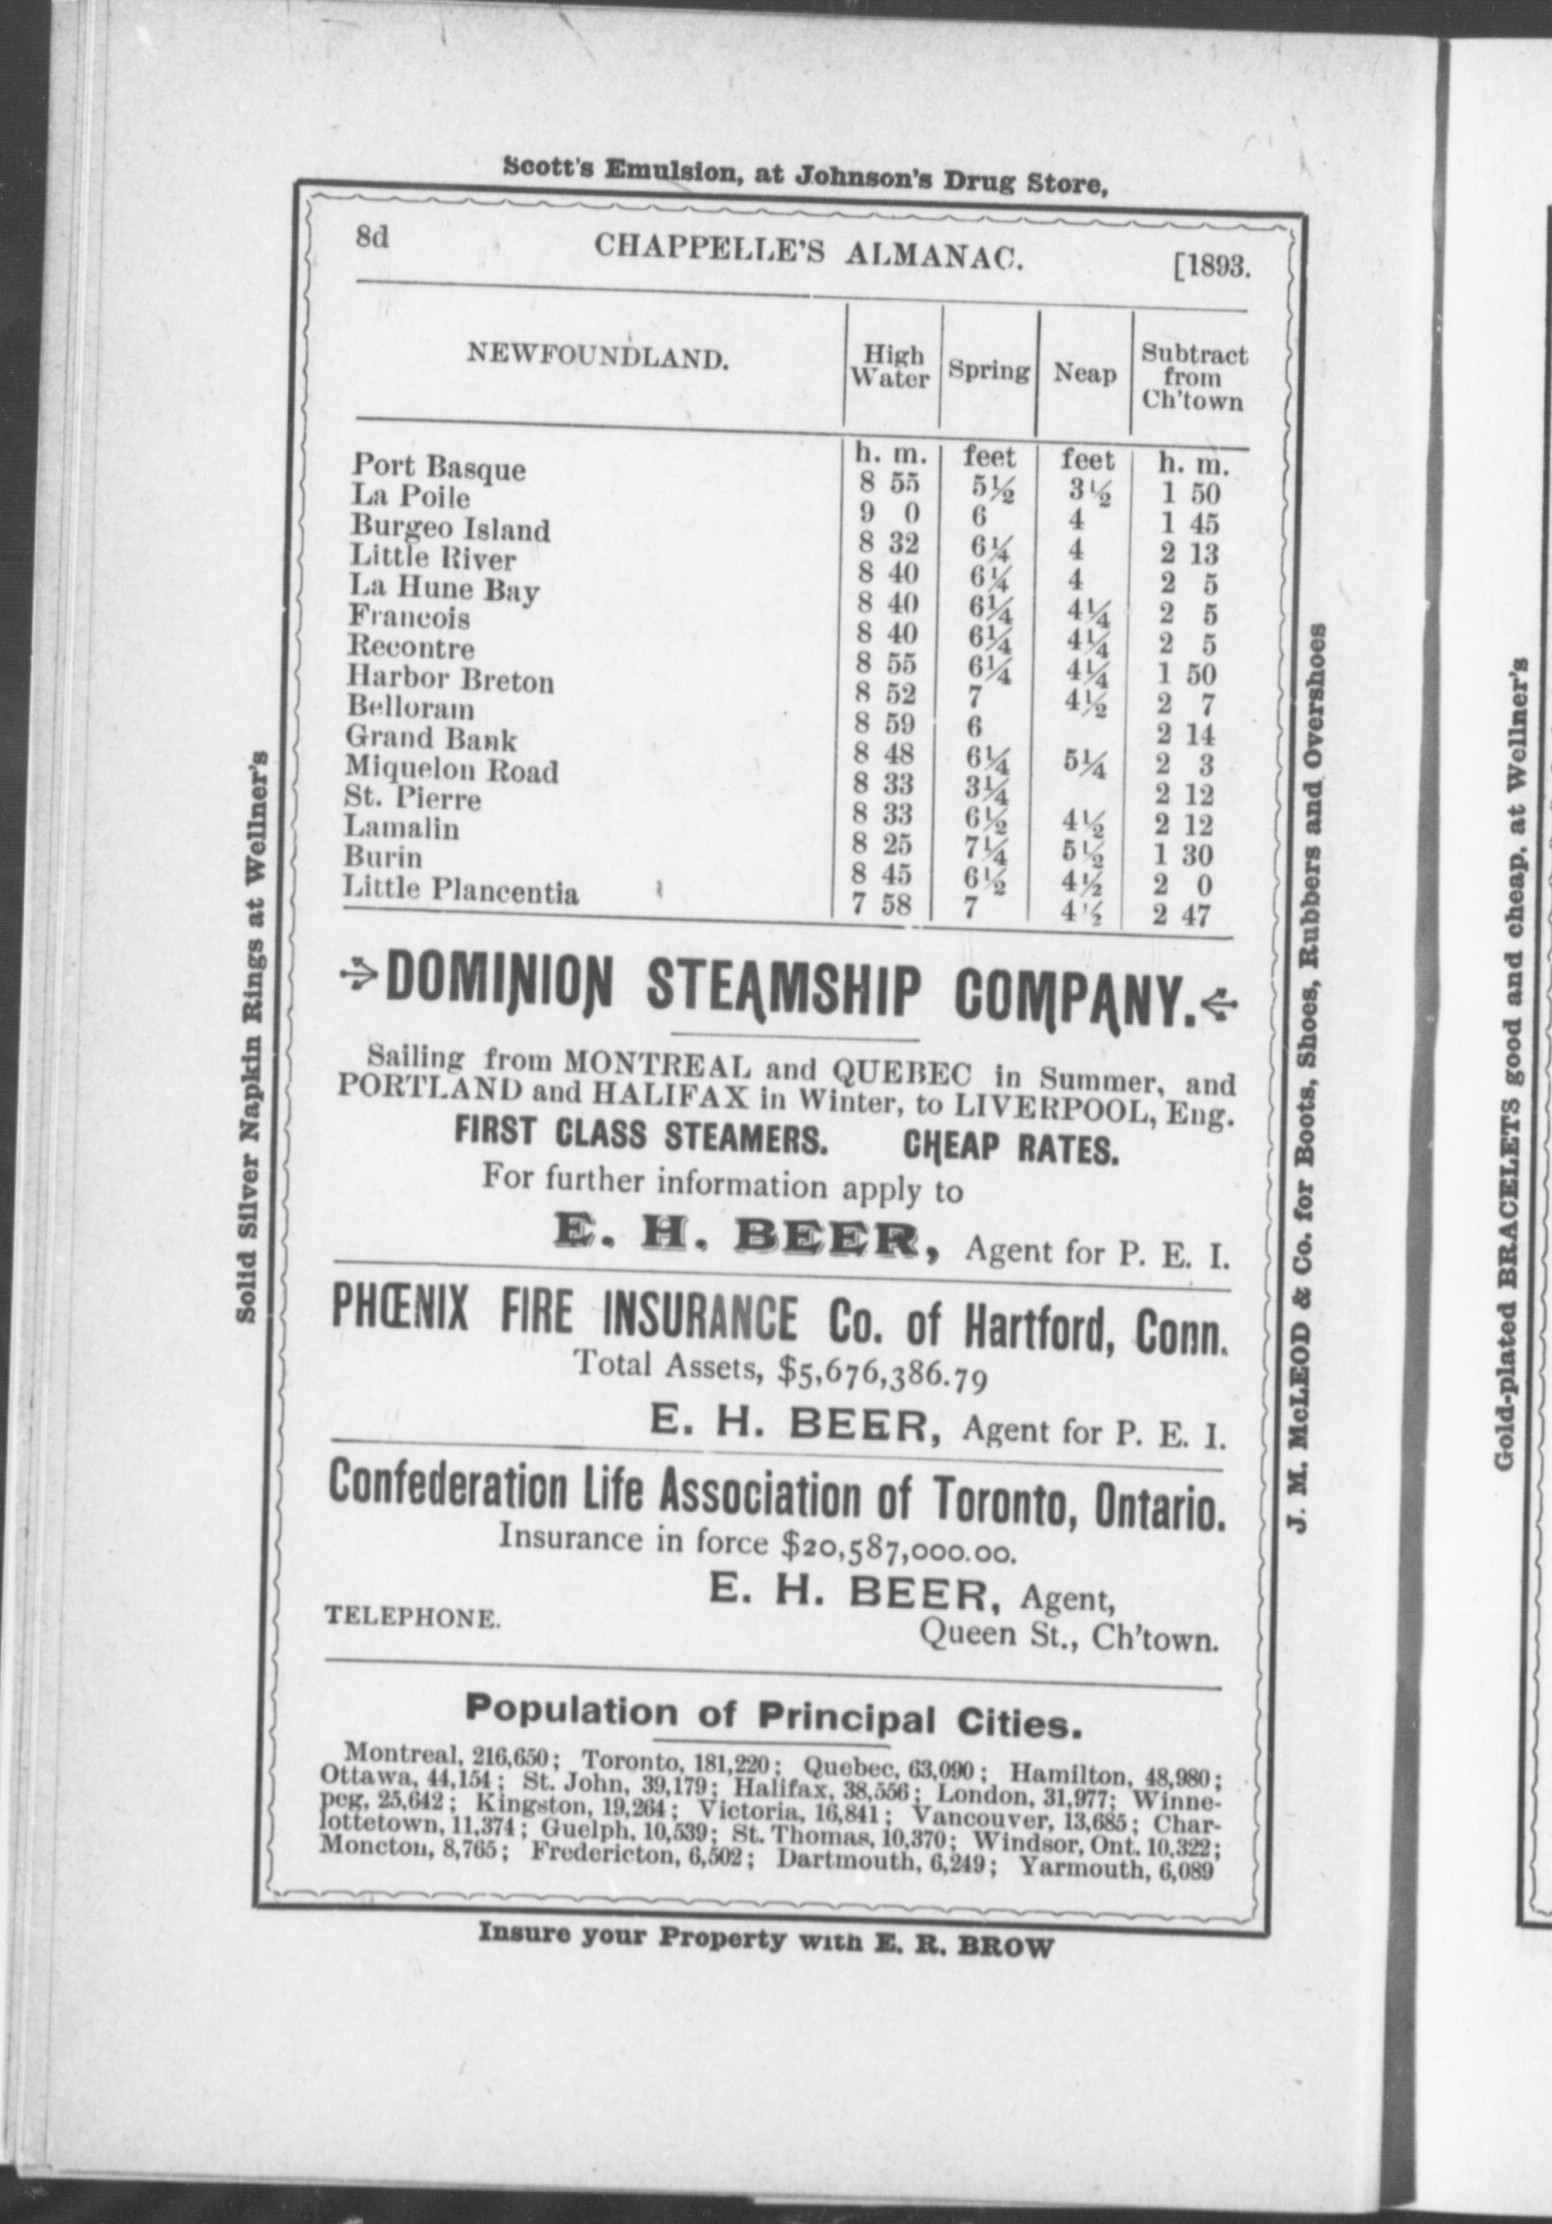 Scott's Emulsion, at Johnson's Drug Store,
8d CHAPPELLE'S ALMANAC. [1893.
NEWFOUNDLAND. High Water Spring Neap Subtract from Ch'town
h. m. feet feet h. m.
Port Basque 8 55 5½ 3½ 1 50
La Poile 9 0 6 4 1 45
Burgeo Island 8 32 6¼ 4 2 13
Little River 8 40 6¼ 4 2 5
La Hune Bay 8 40 6¼ 4¼ 2 5
Francois 8 40 6¼ 4¼ 2 5
Recontre 8 55 6¼ 4¼ 1 50
Harbor Breton 8 52 7 4½ 2 7
Belloram 8 59 6 2 14
Grand Bank 8 48 6¼ 5¼ 2 3
Miquelon Road 8 33 3¼ 2 12
St. Pierre 8 33 6½ 4½ 2 12
Lamalin 8 25 7¼ 5½ 1 30
Burin 8 45 6½ 4½ 2 0
Little Plancentia 7 58 7 4½ 2 47
DOMINION STEAMSHIP COMPANY.
Sailing from MONTREAL and QUEBEC in Summer, and
PORTLAND and HALIFAX in Winter, to LIVERPOOL, Eng.
FIRST CLASS STEAMERS. CHEAP RATES.
For further information apply to
E. H. BEER, Agent for P. E. I.
PHŒNIX FIRE INSURANCE Co. of Hartford, Conn.
Total Assets, $5,676,386.79
E. H. BEER, Agent for P. E. I.
Confederation Life Association of Toronto, Ontario.
Insurance in force $20,587,000.00.
E. H. BEER, Agent,
TELEPHONE. Queen St., Ch'town.
Population of Principal Cities.
Montreal, 216,650; Toronto, 181,220; Quebec, 63,090; Hamilton, 48,980;
Ottawa, 44,154; St. John, 39,179; Halifax, 38,556; London, 31,977; Winne-
peg, 25,642; Kingston, 19,264; Victoria, 16,841; Vancouver, 13,685; Char-
lottetown, 11,374; Guelph, 10,539; St. Thomas, 10,370; Windsor, Ont. 10,322;
Moncton, 8,765; Fredericton, 6,502; Dartmouth, 6,249; Yarmouth, 6,089
Insure your Property with E. R. BROW
Solid Silver Napkin Rings at Wellner's
J. M. McLEOD & Co. for Boots, Shoes, Rubbers and Overshoes
Gold-plated BRACELETS good and cheap, at Wellner's